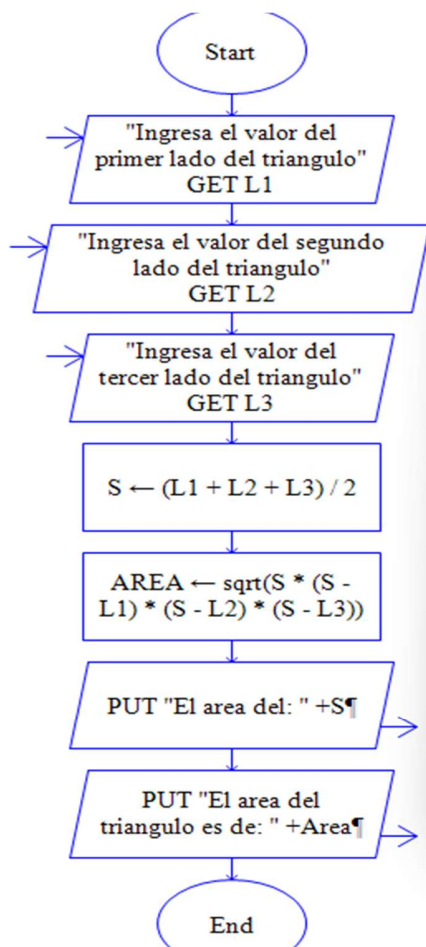 Start
"Ingresa el valor del
primer lado del triangulo"
GET L1
"Ingresa el valor del segundo
lado del triangulo"
GET L2
"Ingresa el valor del
tercer lado del triangulo"
GET L3
S ← (L1 + L2 + L3) / 2
AREA ← sqrt(S * (S -
L1) * (S - L2) * (S - L3))
PUT "El area del: " +S¶
PUT "El area del
triangulo es de: " +Area¶
End